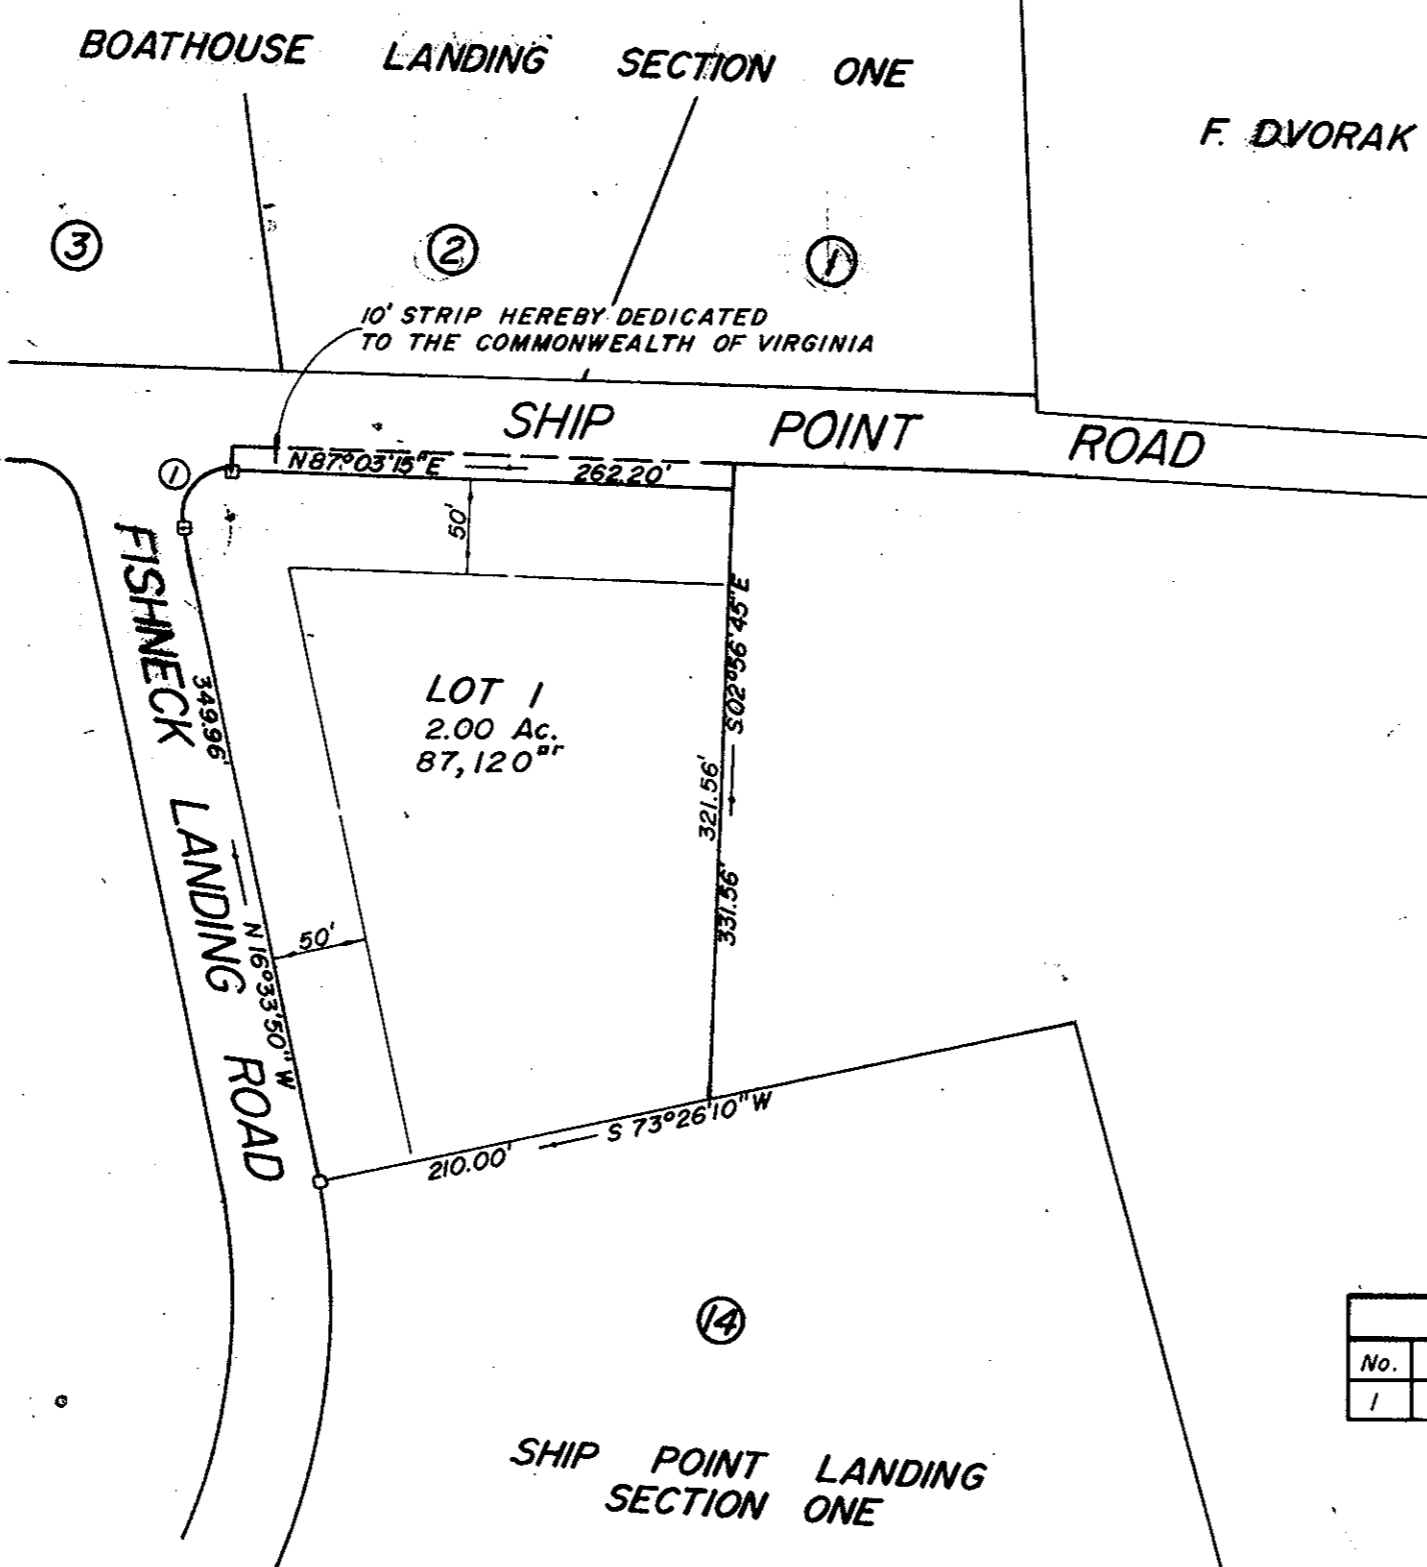 BOATHOUSE LANDING SECTION ONE
F. DVORAK
3
2
1
10' STRIP HEREBY DEDICATED
TO THE COMMONWEALTH OF VIRGINIA
SHIP POINT ROAD
1
N 87°03'15" E 262.20'
50'
FISHNECK LANDING ROAD
349.96'
N 16°33'50" W
LOT 1
2.00 Ac.
87,120
S 02°56'45" E
321.56'
331.56'
50'
S 73°26'10" W
210.00'
14
SHIP POINT LANDING
SECTION ONE
No.
1